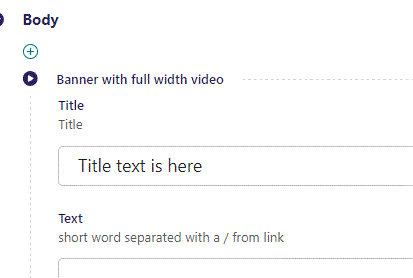 Body
Banner with full width video
Title
Title
Title text is here
Text
short word separated with a / from link